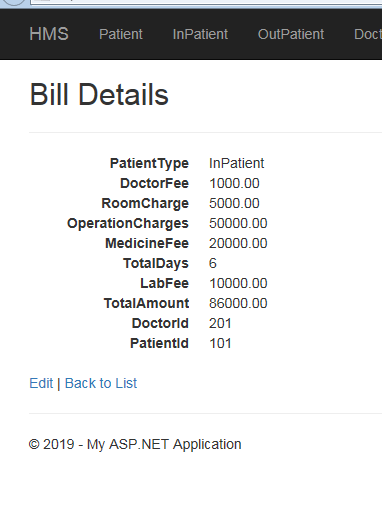 HMS Patient InPatient OutPatient Doct
Bill Details
PatientType InPatient
DoctorFee 1000.00
RoomCharge 5000.00
OperationCharges 50000.00
MedicineFee 20000.00
TotalDays 6
LabFee 10000.00
TotalAmount 86000.00
DoctorId 201
PatientId 101
Edit | Back to List
© 2019 - My ASP.NET Application